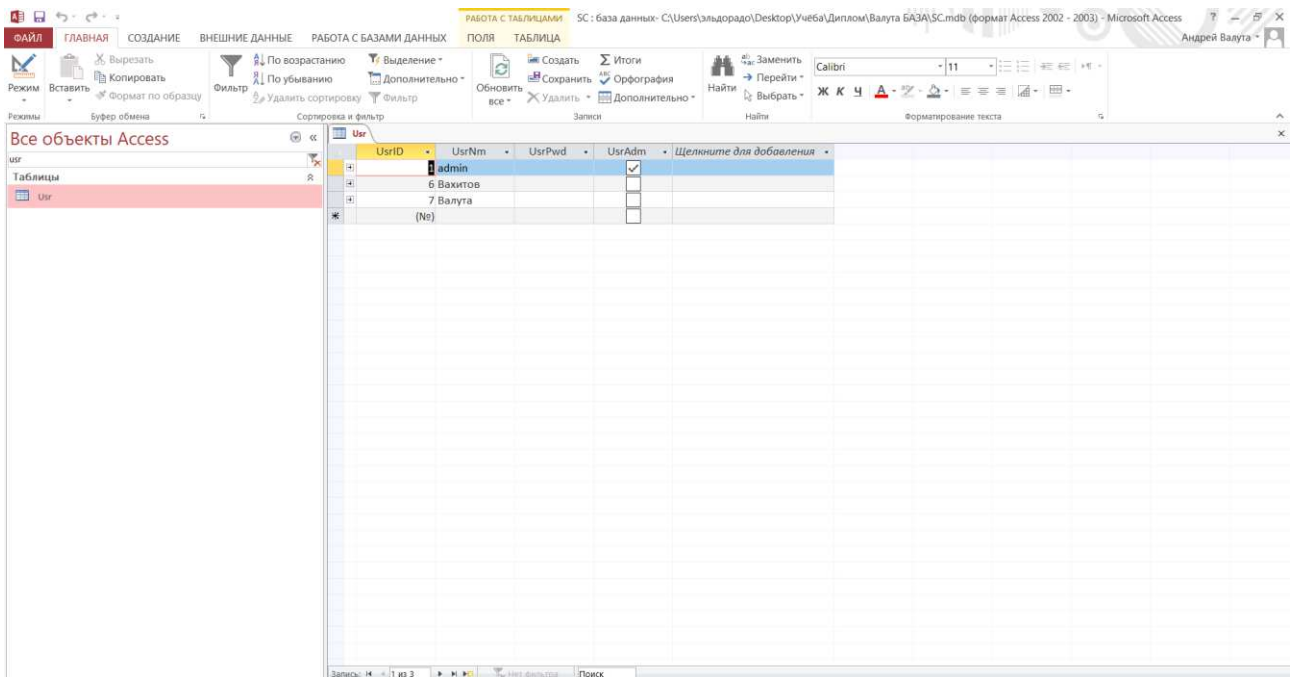 РАБОТА С ТАБЛИЦАМИ SC : база данных- C:\Users\эльдорадо\Desktop\Учёба\Диплом\Валута БАЗА\SC.mdb (формат Access 2002 - 2003) - Microsoft Access ?
ФАЙЛ ГЛАВНАЯ СОЗДАНИЕ ВНЕШНИЕ ДАННЫЕ РАБОТА С БАЗАМИ ДАННЫХ ПОЛЯ ТАБЛИЦА Андрей Валута
Вырезать По возрастанию Выделение Создать Σ Итоги Заменить Calibri 11
Копировать По убыванию Дополнительно Сохранить Орфография Перейти
Режим Вставить Формат по образцу Фильтр Удалить сортировку Фильтр Обновить все Удалить Дополнительно Найти Выбрать Ж К Ч А
Режимы Буфер обмена Сортировка и фильтр Записи Найти Форматирование текста
Все объекты Access Usr
usr UsrID UsrNm UsrPwd UsrAdm Щелкните для добавления
Таблицы 1 admin
Usr 6 Вахитов
7 Валута
(№)
Запись: 1 из 3 Нет фильтра Поиск